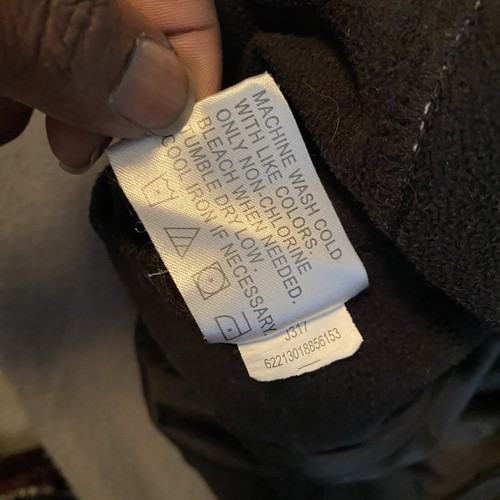 MACHINE WASH COLD
WITH LIKE COLORS.
ONLY NON-CHLORINE
BLEACH WHEN NEEDED.
TUMBLE DRY LOW.
COOL IRON IF NECESSARY.
J317
62213018856153